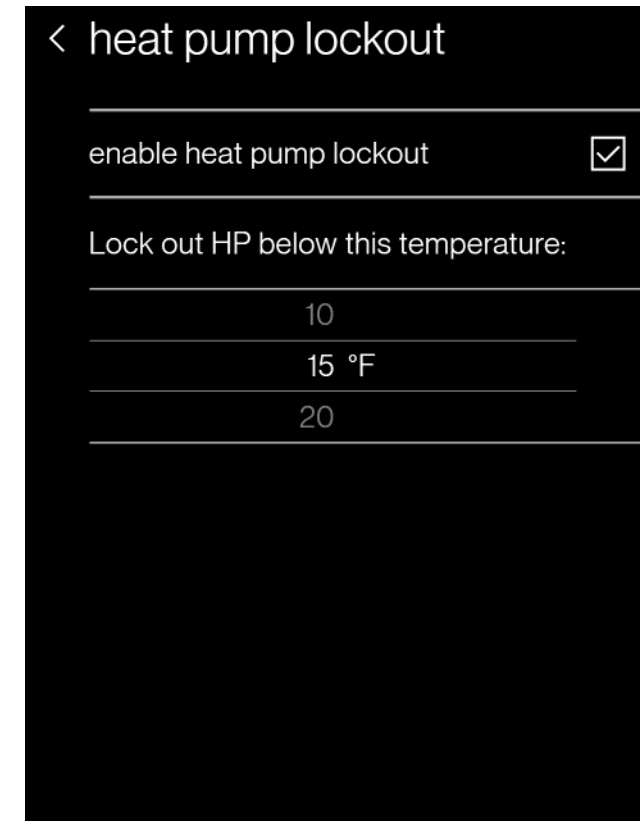 < heat pump lockout
enable heat pump lockout
Lock out HP below this temperature:
10
15 °F
20